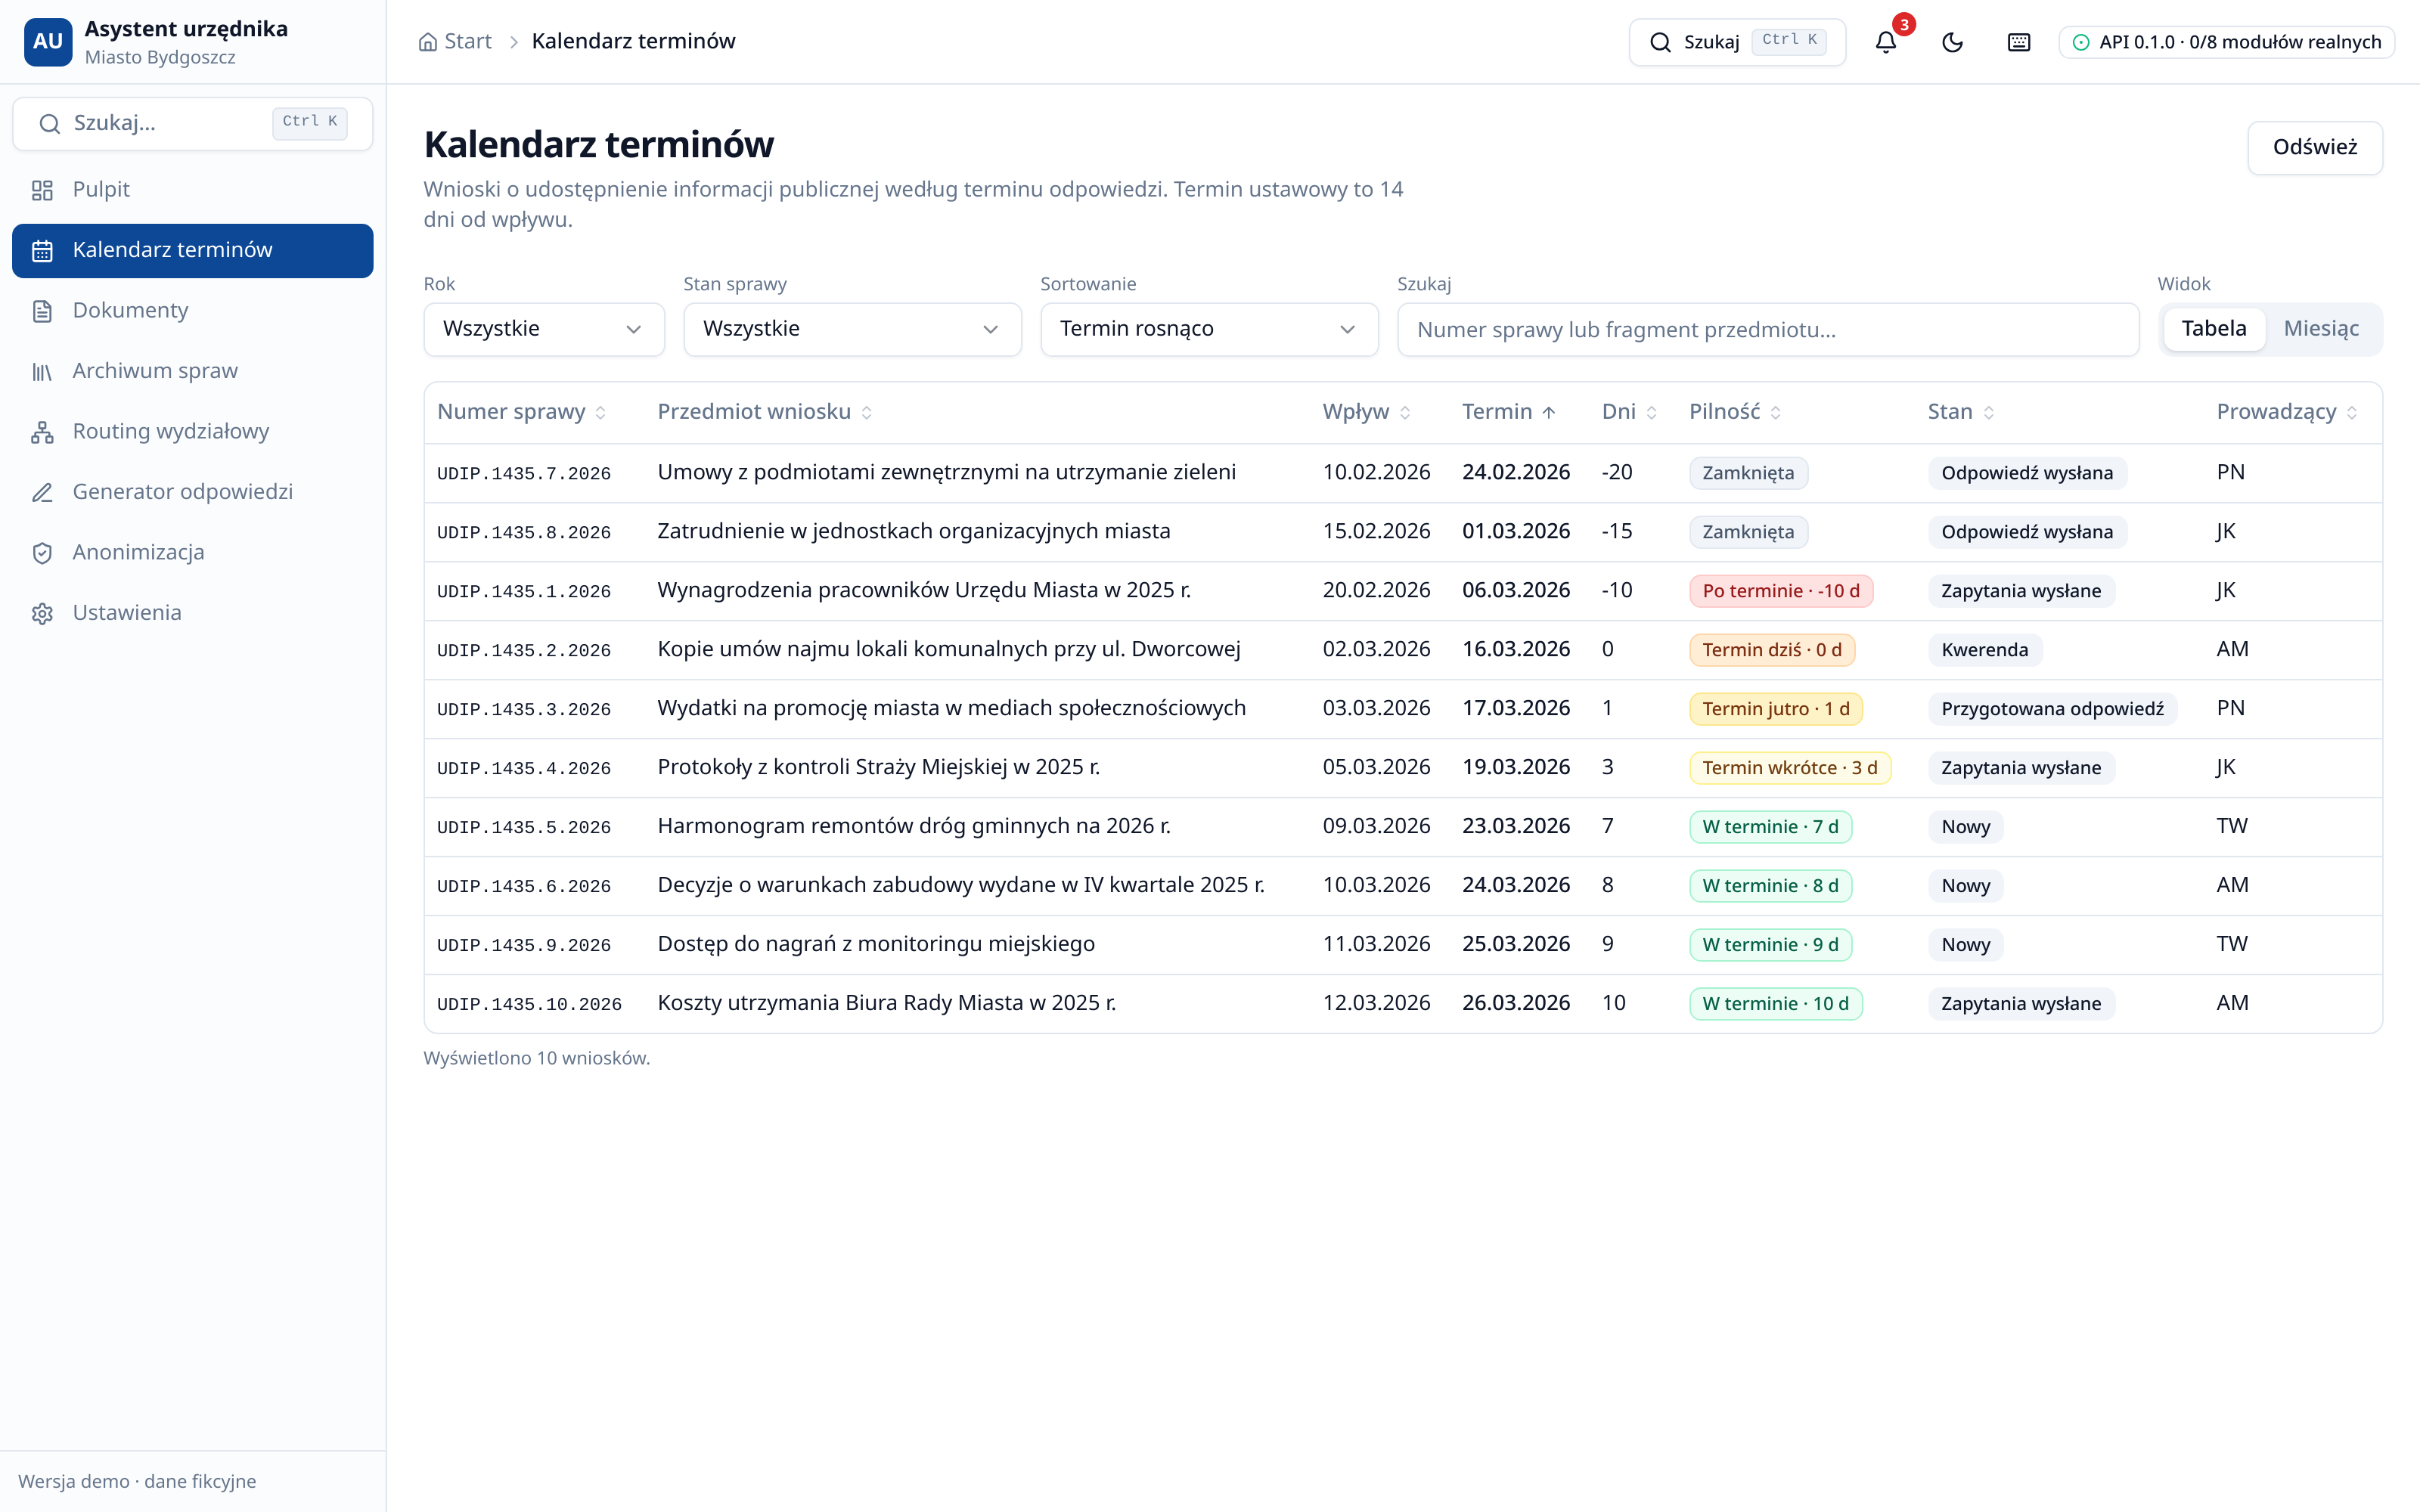 AU
Asystent urzędnika
Miasto Bydgoszcz
Szukaj... Ctrl K
Pulpit
Kalendarz terminów
Dokumenty
Archiwum spraw
Routing wydziałowy
Generator odpowiedzi
Anonimizacja
Ustawienia
Wersja demo · dane fikcyjne
Start Kalendarz terminów
Szukaj Ctrl K 3 API 0.1.0 · 0/8 modułów realnych
Kalendarz terminów
Odśwież
Wnioski o udostępnienie informacji publicznej według terminu odpowiedzi. Termin ustawowy to 14
dni od wpływu.
Rok Stan sprawy Sortowanie Szukaj Widok
Wszystkie Wszystkie Termin rosnąco Numer sprawy lub fragment przedmiotu... Tabela Miesiąc
Numer sprawy Przedmiot wniosku Wpływ Termin Dni Pilność Stan Prowadzący
UDIP.1435.7.2026 Umowy z podmiotami zewnętrznymi na utrzymanie zieleni 10.02.2026 24.02.2026 -20 Zamknięta Odpowiedź wysłana PN
UDIP.1435.8.2026 Zatrudnienie w jednostkach organizacyjnych miasta 15.02.2026 01.03.2026 -15 Zamknięta Odpowiedź wysłana JK
UDIP.1435.1.2026 Wynagrodzenia pracowników Urzędu Miasta w 2025 r. 20.02.2026 06.03.2026 -10 Po terminie · -10 d Zapytania wysłane JK
UDIP.1435.2.2026 Kopie umów najmu lokali komunalnych przy ul. Dworcowej 02.03.2026 16.03.2026 0 Termin dziś · 0 d Kwerenda AM
UDIP.1435.3.2026 Wydatki na promocję miasta w mediach społecznościowych 03.03.2026 17.03.2026 1 Termin jutro · 1 d Przygotowana odpowiedź PN
UDIP.1435.4.2026 Protokoły z kontroli Straży Miejskiej w 2025 r. 05.03.2026 19.03.2026 3 Termin wkrótce · 3 d Zapytania wysłane JK
UDIP.1435.5.2026 Harmonogram remontów dróg gminnych na 2026 r. 09.03.2026 23.03.2026 7 W terminie · 7 d Nowy TW
UDIP.1435.6.2026 Decyzje o warunkach zabudowy wydane w IV kwartale 2025 r. 10.03.2026 24.03.2026 8 W terminie · 8 d Nowy AM
UDIP.1435.9.2026 Dostęp do nagrań z monitoringu miejskiego 11.03.2026 25.03.2026 9 W terminie · 9 d Nowy TW
UDIP.1435.10.2026 Koszty utrzymania Biura Rady Miasta w 2025 r. 12.03.2026 26.03.2026 10 W terminie · 10 d Zapytania wysłane AM
Wyświetlono 10 wniosków.